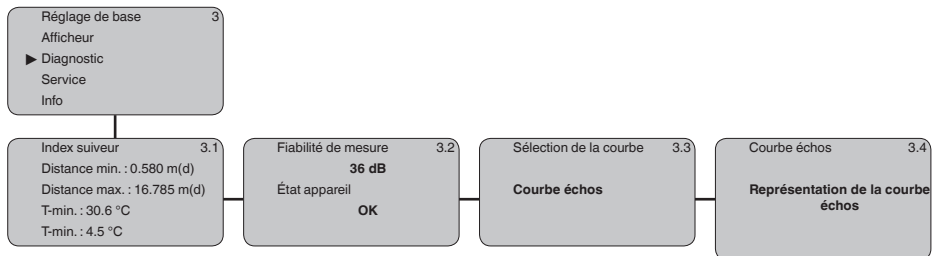 Réglage de base 3
Afficheur
▶ Diagnostic
Service
Info
Index suiveur 3.1
Distance min. : 0.580 m(d)
Distance max. : 16.785 m(d)
T-min. : 30.6 °C
T-min. : 4.5 °C
Fiabilité de mesure 3.2
36 dB
État appareil
OK
Sélection de la courbe 3.3
Courbe échos
Courbe échos 3.4
Représentation de la courbe
échos